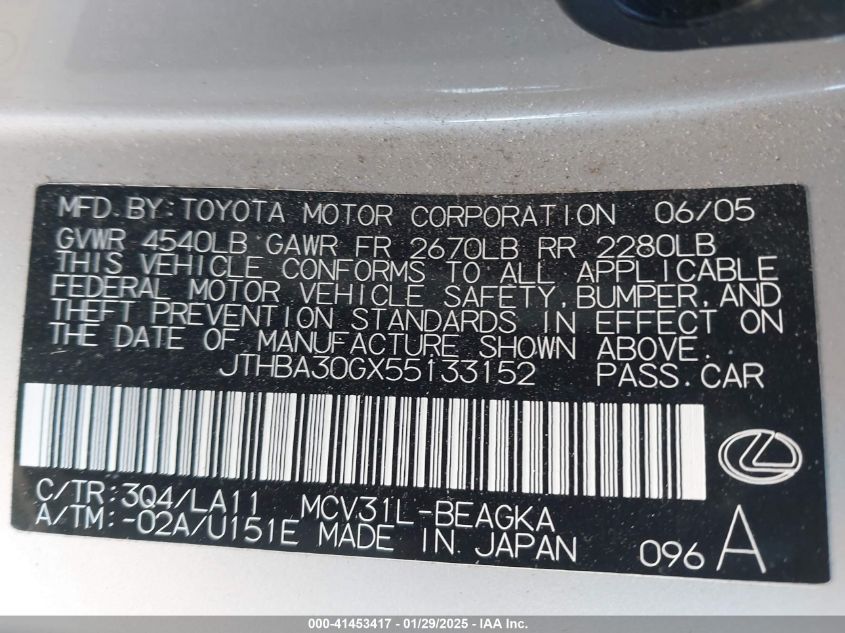 MFD.BY:TOYOTA MOTOR CORPORATION 06/05
GVWR 4540LB GAWR FR 2670LB RR 2280LB
THIS VEHICLE CONFORMS TO ALL APPLICABLE
FEDERAL MOTOR VEHICLE SAFETY,BUMPER,AND
THEFT PREVENTION STANDARDS IN EFFECT ON
THE DATE OF MANUFACTURE SHOWN ABOVE.
JTHBA30GX55133152 PASS.CAR
C/TR:3Q4/LA11 MCV31L-BEAGKA
A/TM:-02A/U151E MADE IN JAPAN 096 A
000-41453417 - 01/29/2025 - IAA Inc.